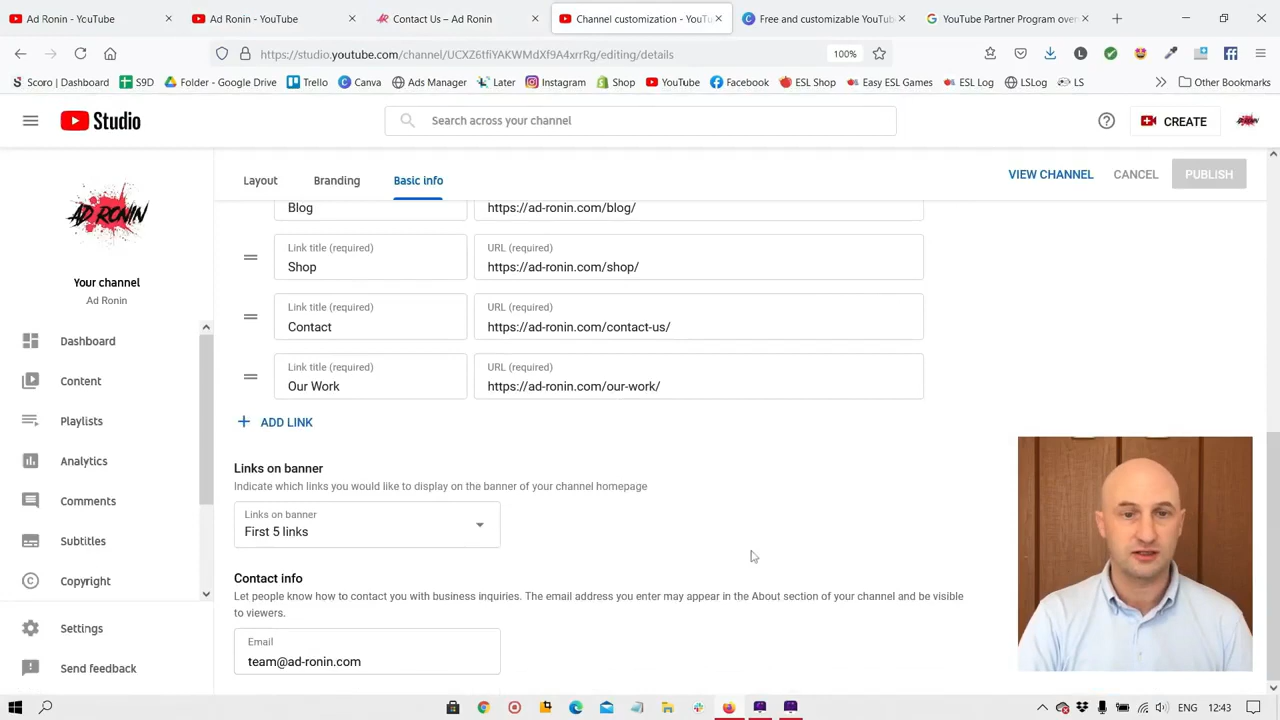 Ad Ronin - YouTube
Ad Ronin - YouTube
Contact Us – Ad Ronin
Channel customization - YouTu
Free and customizable YouTub
YouTube Partner Program over
https://studio.youtube.com/channel/UCXZ6tfiYAKWMdXf9A4xrrRg/editing/details
100%
Scoro | Dashboard
S9D
Folder - Google Drive
Trello
Canva
Ads Manager
Later
Instagram
Shop
YouTube
Facebook
ESL Shop
Easy ESL Games
ESL Log
LSLog
LS
Other Bookmarks
Studio
Search across your channel
CREATE
Layout
Branding
Basic info
VIEW CHANNEL
CANCEL
PUBLISH
AD RONIN
Your channel
Ad Ronin
Dashboard
Content
Playlists
Analytics
Comments
Subtitles
Copyright
Settings
Send feedback
Blog
https://ad-ronin.com/blog/
Link title (required)
URL (required)
Shop
https://ad-ronin.com/shop/
Link title (required)
URL (required)
Contact
https://ad-ronin.com/contact-us/
Link title (required)
URL (required)
Our Work
https://ad-ronin.com/our-work/
ADD LINK
Links on banner
Indicate which links you would like to display on the banner of your channel homepage
Links on banner
First 5 links
Contact info
Let people know how to contact you with business inquiries. The email address you enter may appear in the About section of your channel and be visible
to viewers.
Email
team@ad-ronin.com
ENG
12:43